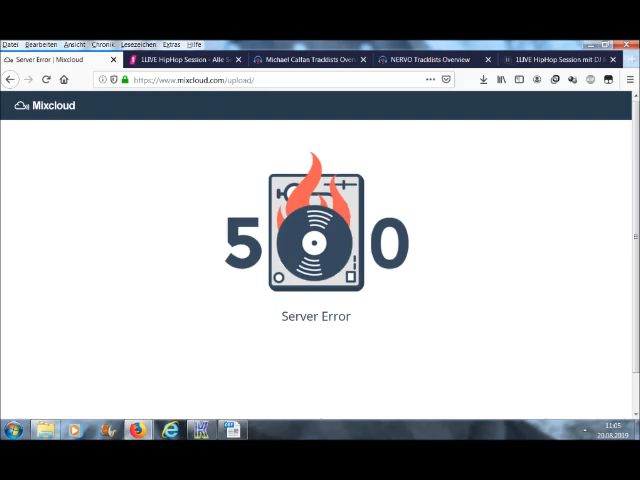 Datei Bearbeiten Ansicht Chronik Lesezeichen Extras Hilfe
Server Error | Mixcloud 1LIVE HipHop Session - Alle S Michael Calfan Tracklists Over NERVO Tracklists Overview 1LIVE HipHop Session mit DJ
https://www.mixcloud.com/upload/
Mixcloud
5 0
Server Error
11:05
20.08.2019